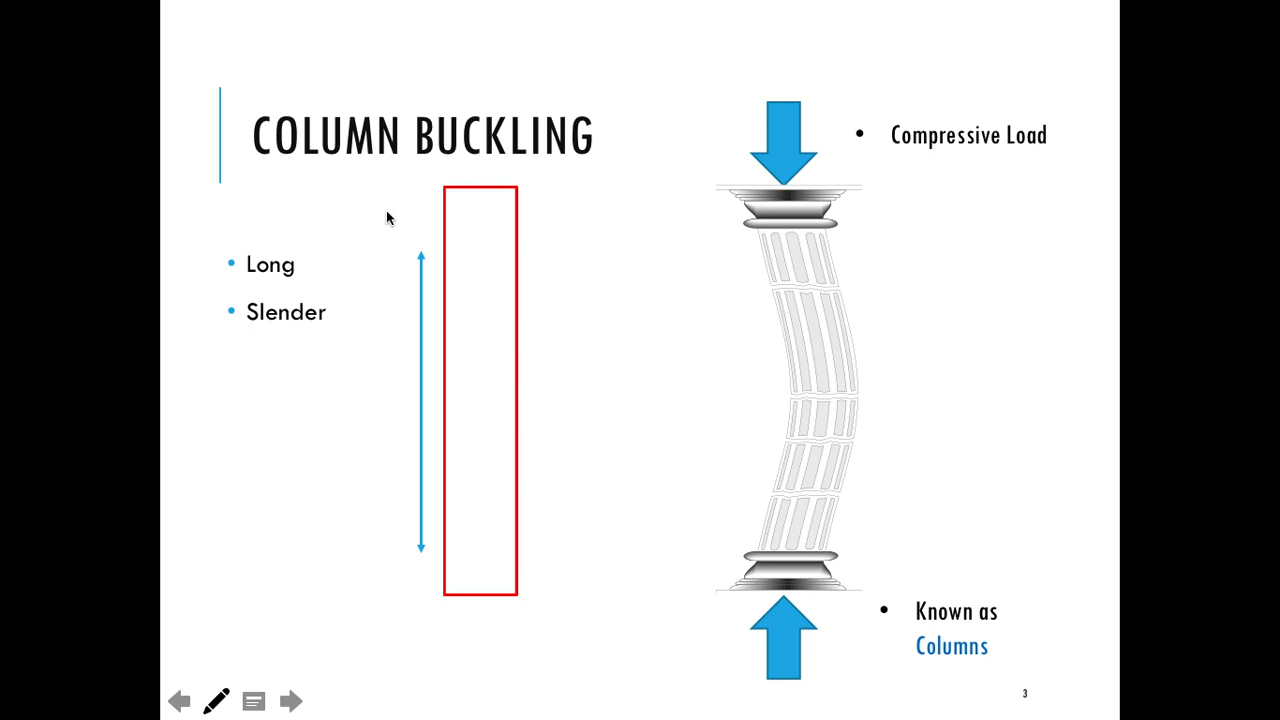 COLUMN BUCKLING
• Long
• Slender
• Compressive Load
• Known as
Columns
3